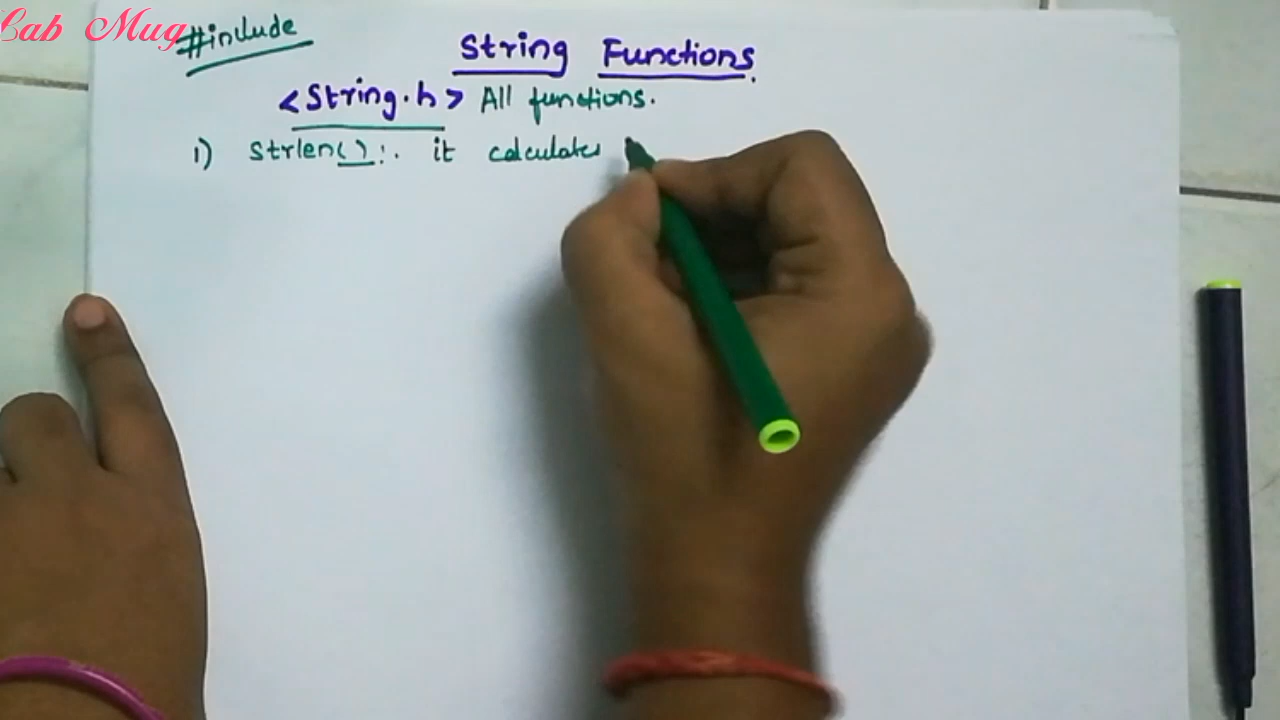 Lab Mug
#include
String Functions.
<String.h> All functions.
1) Strlen():. it calculates